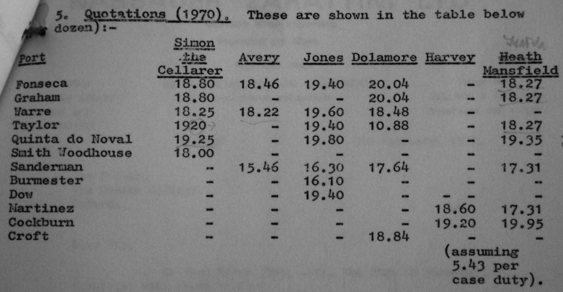 5. Quotations (1970). These are shown in the table below
dozen):-
Port Simon the Cellarer Avery Jones Dolamore Harvey Heath Mansfield
Fonseca 18.80 18.46 19.40 20.04 - 18.27
Graham 18.80 - - 20.04 - 18.27
Warre 18.25 18.22 19.60 18.48 - -
Taylor 1920 - 19.40 10.88 - 18.27
Quinta do Noval 19.25 - 19.80 - - 19.35
Smith Woodhouse 18.00 - - - - -
Sanderman - 15.46 16.30 17.64 - 17.31
Burmester - - 16.10 - - -
Dow - - 19.40 - - -
Martinez - - - - 18.60 17.31
Cockburn - - - - 19.20 19.95
Croft - - - 18.84 - -
(assuming
5.43 per
case duty).